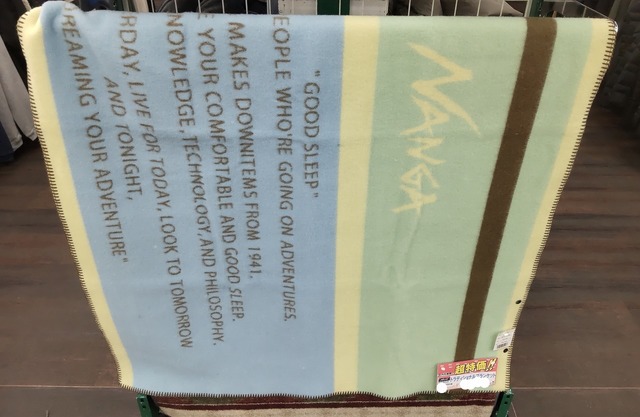 NANGA
"GOOD SLEEP"
EOPLE WHO'RE GOING ON ADVENTURES.
MAKES DOWNITEMS FROM 1941.
YOUR COMFORTABLE AND GOOD SLEEP.
NOWLEDGE, TECHNOLOGY, AND PHILOSOPHY.
RDAY, LIVE FOR TODAY, LOOK TO TOMORROW
AND TONIGHT,
REAMING YOUR ADVENTURE"
超特価